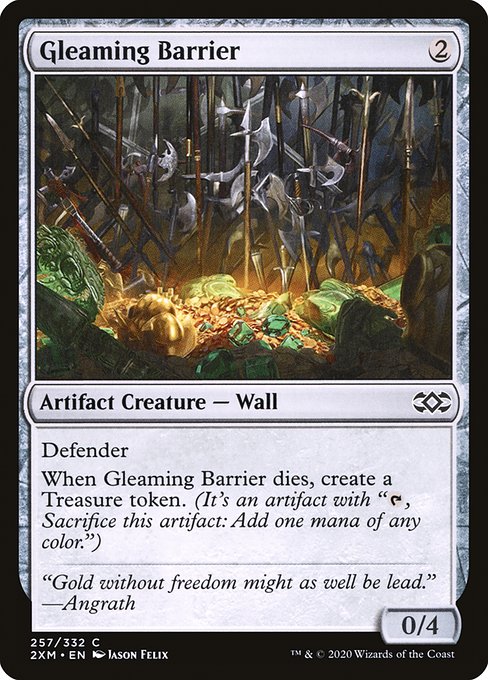 Gleaming Barrier 2
Artifact Creature — Wall
Defender
When Gleaming Barrier dies, create a
Treasure token. (It's an artifact with “,
Sacrifice this artifact: Add one mana of any
color.”)
“Gold without freedom might as well be lead.”
—Angrath
0/4
257/332 C
2XM • EN Jason Felix
™ & © 2020 Wizards of the Coast